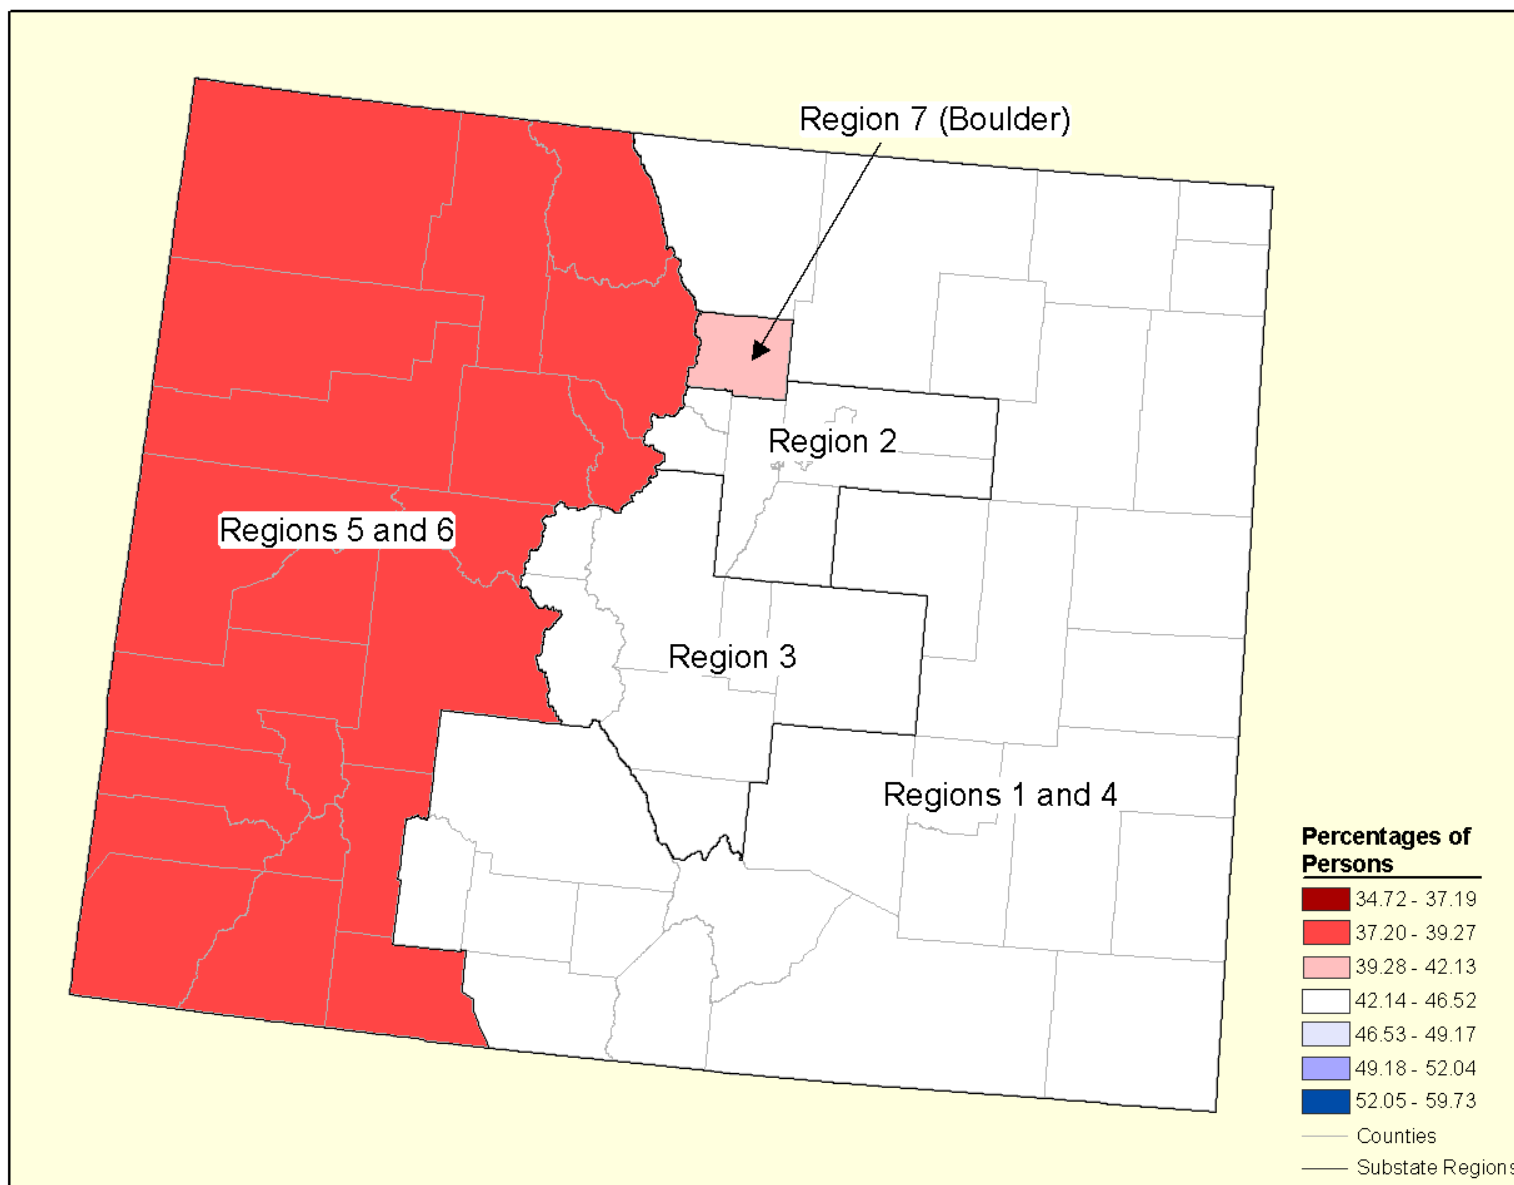 Region 7 (Boulder)
Region 2
Regions 5 and 6
Region 3
Regions 1 and 4
Percentages of
Persons
34.72 - 37.19
37.20 - 39.27
39.28 - 42.13
42.14 - 46.52
46.53 - 49.17
49.18 - 52.04
52.05 - 59.73
Counties
Substate Regions